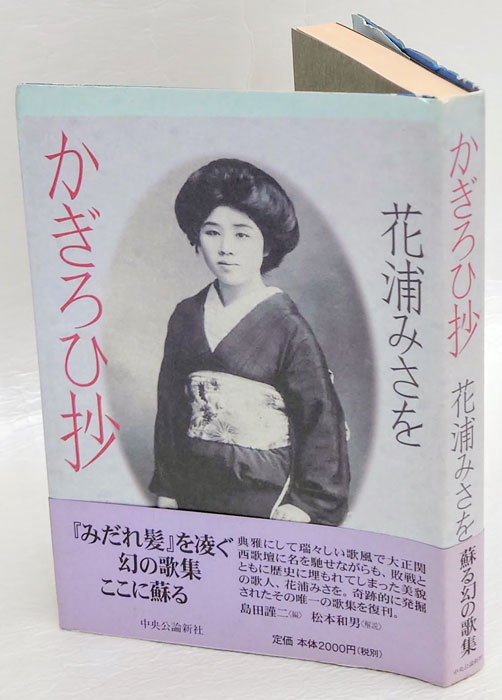 かぎろひ抄
花浦みさを
『みだれ髪』を凌ぐ
幻の歌集
ここに蘇る
典雅にして瑞々しい歌風で大正関
西歌壇に名を馳せながらも、敗戦と
ともに歴史に埋もれてしまった美貌
の歌人、花浦みさを。奇跡的に発掘
されたその唯一の歌集を復刊。
島田謹二(編) 松本和男(解説)
中央公論新社
定価 本体2000円(税別)
かぎろひ抄 花浦みさを
蘇る幻の歌集
中央公論新社